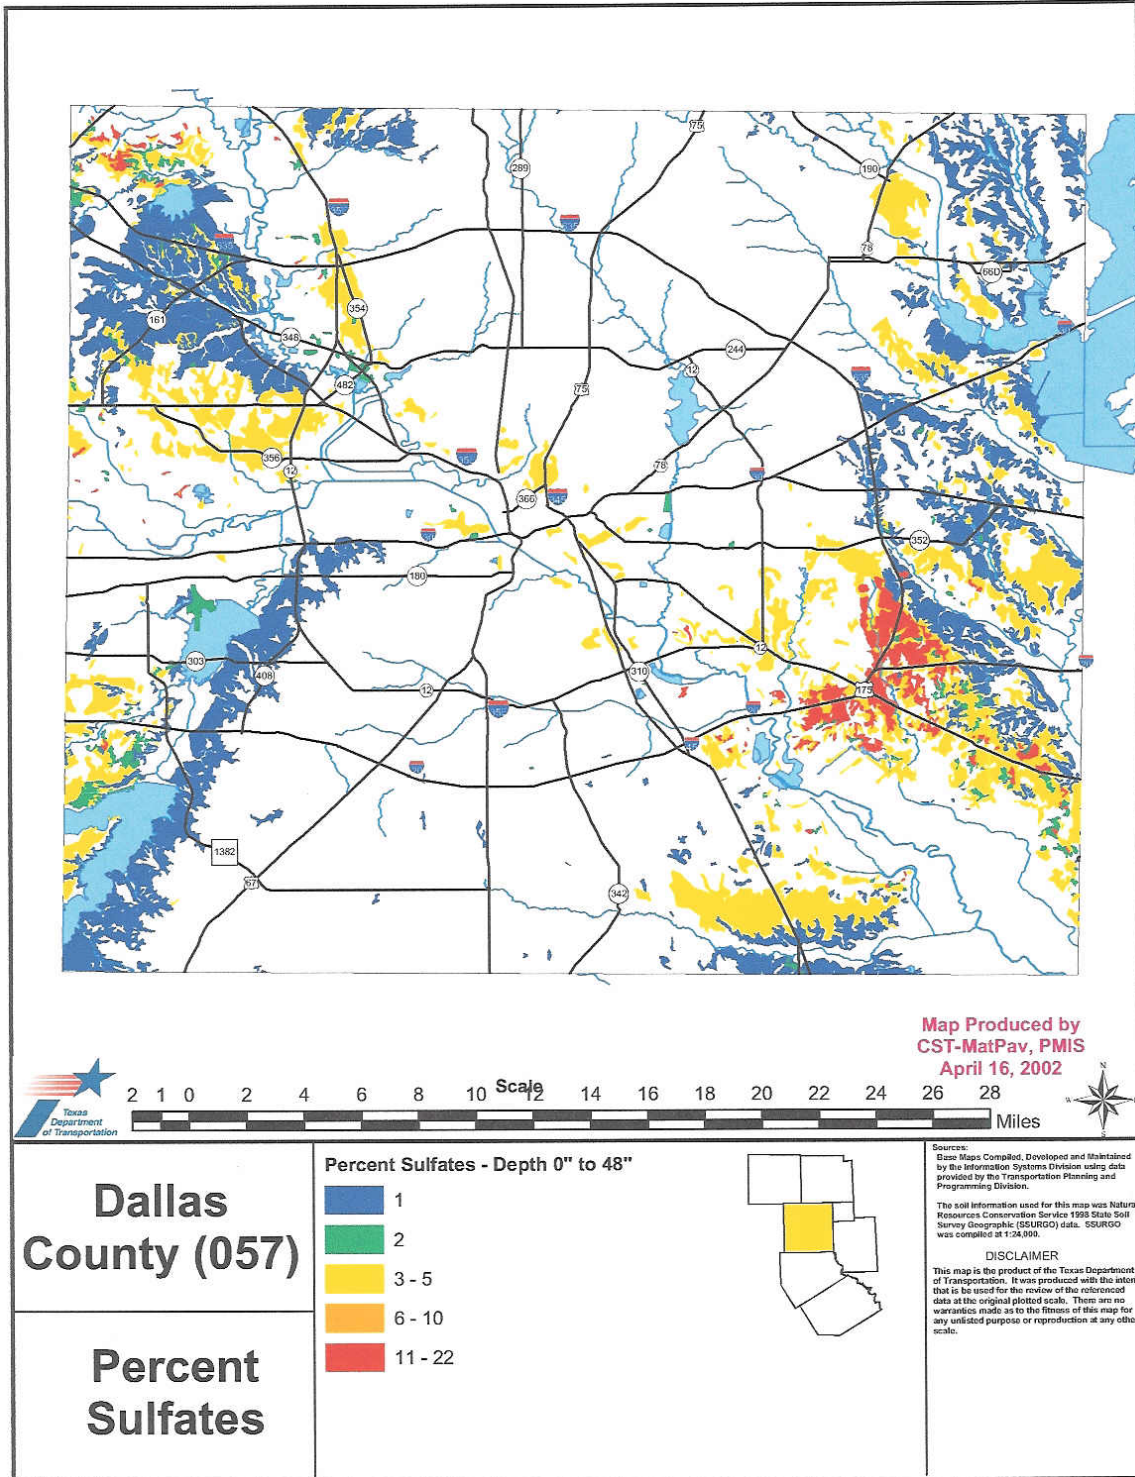 75
289
190
78
66D
35E
635
635
161
354
348
244
12
482
75
356
12
35E
78
366
352
180
303
408
12
12
310
175
1382
67
342
Map Produced by
CST-MatPav, PMIS
April 16, 2002
Scale
2 1 0 2 4 6 8 10 12 14 16 18 20 22 24 26 28
Miles
Texas
Department
of Transportation
N
W
S
Dallas
County (057)
Percent
Sulfates
Percent Sulfates - Depth 0" to 48"
1
2
3 - 5
6 - 10
11 - 22
Sources:
Base Maps Compiled, Developed and Maintained
by the Information Systems Division using data
provided by the Transportation Planning and
Programming Division.
The soil information used for this map was Natura
Resources Conservation Service 1998 State Soil
Survey Geographic (SSURGO) data. SSURGO
was compiled at 1:24,000.
DISCLAIMER
This map is the product of the Texas Department
of Transportation. It was produced with the inten
that is be used for the review of the referenced
data at the original plotted scale. There are no
warranties made as to the fitness of this map for
any unlisted purpose or reproduction at any othe
scale.